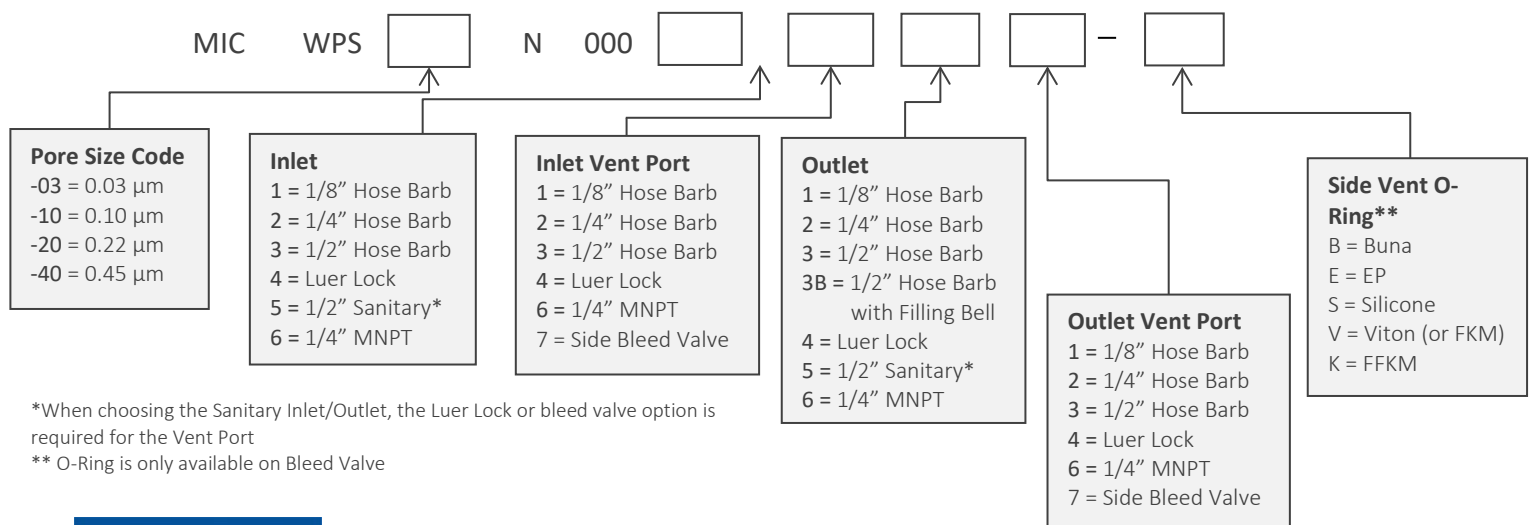 MIC WPS N 000 –
Pore Size Code
-03 = 0.03 µm
-10 = 0.10 µm
-20 = 0.22 µm
-40 = 0.45 µm
Inlet
1 = 1/8” Hose Barb
2 = 1/4” Hose Barb
3 = 1/2” Hose Barb
4 = Luer Lock
5 = 1/2” Sanitary*
6 = 1/4” MNPT
Inlet Vent Port
1 = 1/8” Hose Barb
2 = 1/4” Hose Barb
3 = 1/2” Hose Barb
4 = Luer Lock
6 = 1/4” MNPT
7 = Side Bleed Valve
Outlet
1 = 1/8” Hose Barb
2 = 1/4” Hose Barb
3 = 1/2” Hose Barb
3B = 1/2” Hose Barb
with Filling Bell
4 = Luer Lock
5 = 1/2” Sanitary*
6 = 1/4” MNPT
Outlet Vent Port
1 = 1/8” Hose Barb
2 = 1/4” Hose Barb
3 = 1/2” Hose Barb
4 = Luer Lock
6 = 1/4” MNPT
7 = Side Bleed Valve
Side Vent O-
Ring**
B = Buna
E = EP
S = Silicone
V = Viton (or FKM)
K = FFKM
*When choosing the Sanitary Inlet/Outlet, the Luer Lock or bleed valve option is
required for the Vent Port
** O-Ring is only available on Bleed Valve